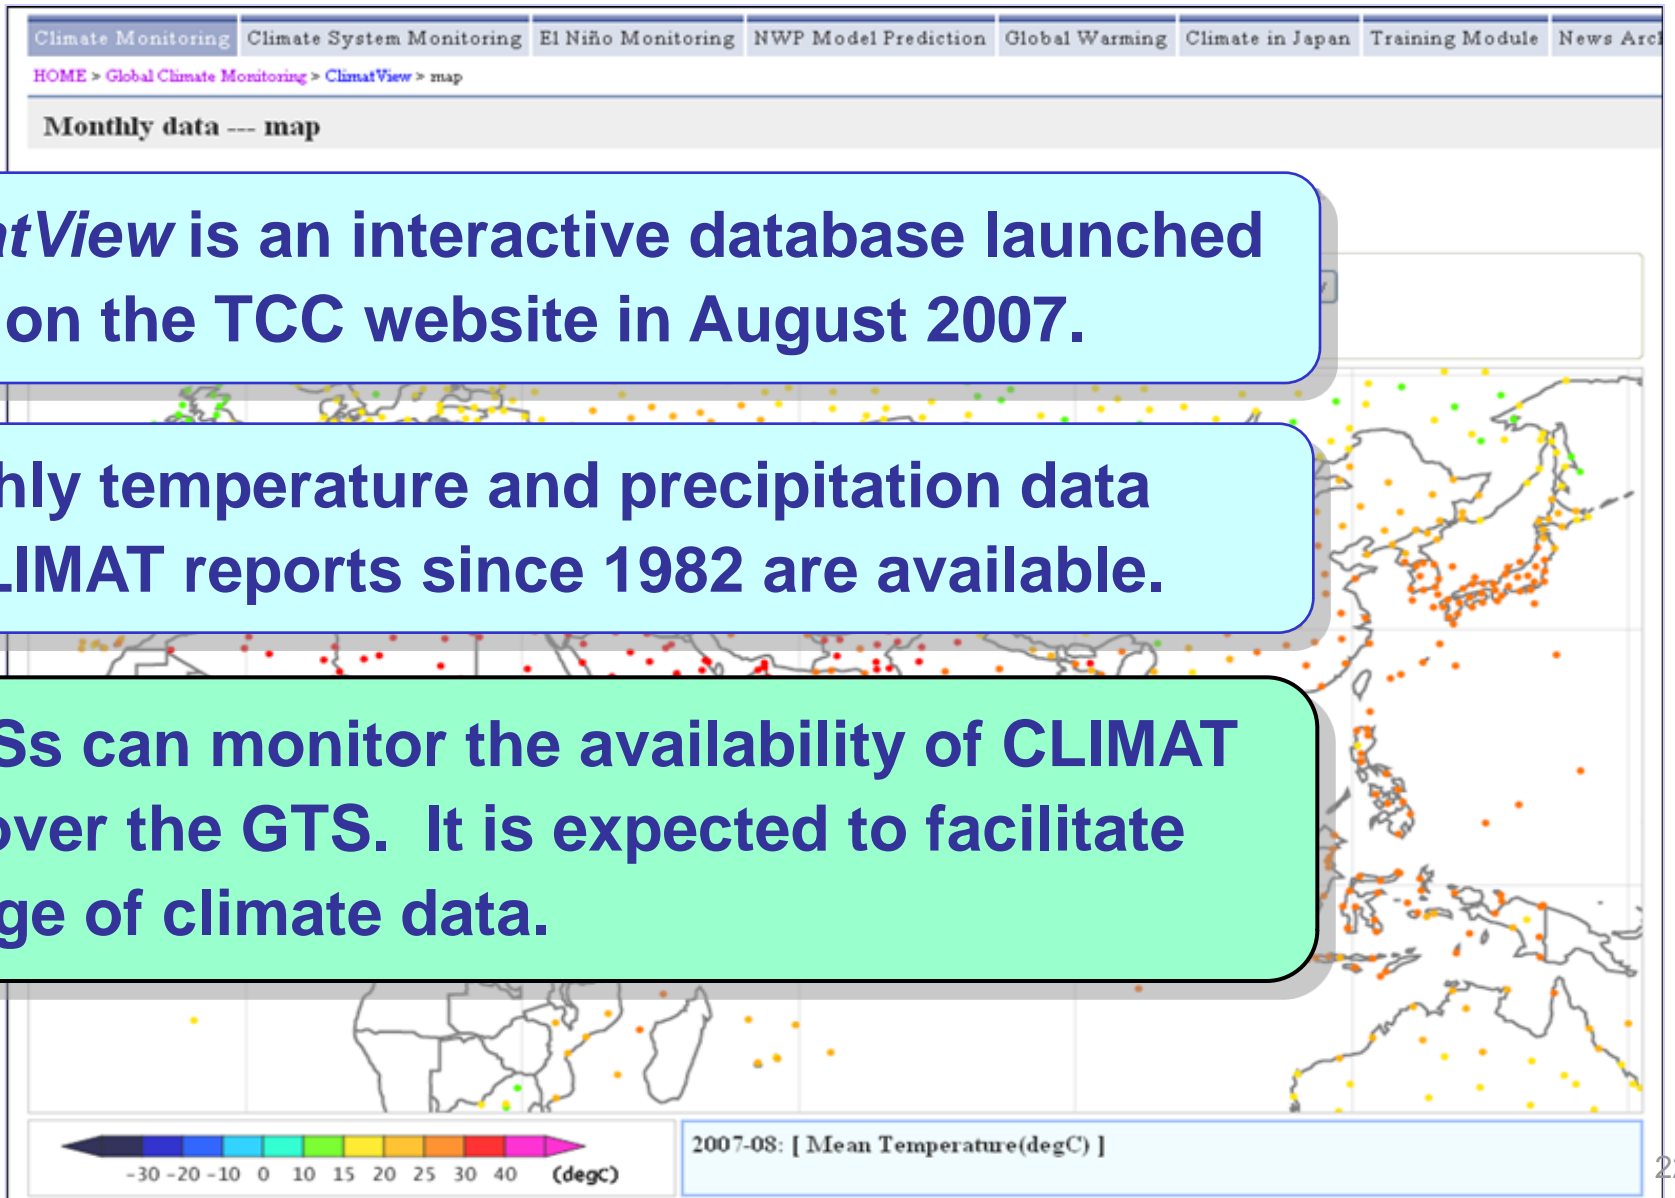 Climate Monitoring Climate System Monitoring El Niño Monitoring NWP Model Prediction Global Warming Climate in Japan Training Module News
HOME > Global Climate Monitoring > ClimatView > map
Monthly data --- map
atView is an interactive database launched
on the TCC website in August 2007.
hly temperature and precipitation data
LIMAT reports since 1982 are available.
Ss can monitor the availability of CLIMAT
over the GTS. It is expected to facilitate
ge of climate data.
-30 -20 -10 0 10 15 20 25 30 40 (degC)
2007-08: [ Mean Temperature(degC) ]